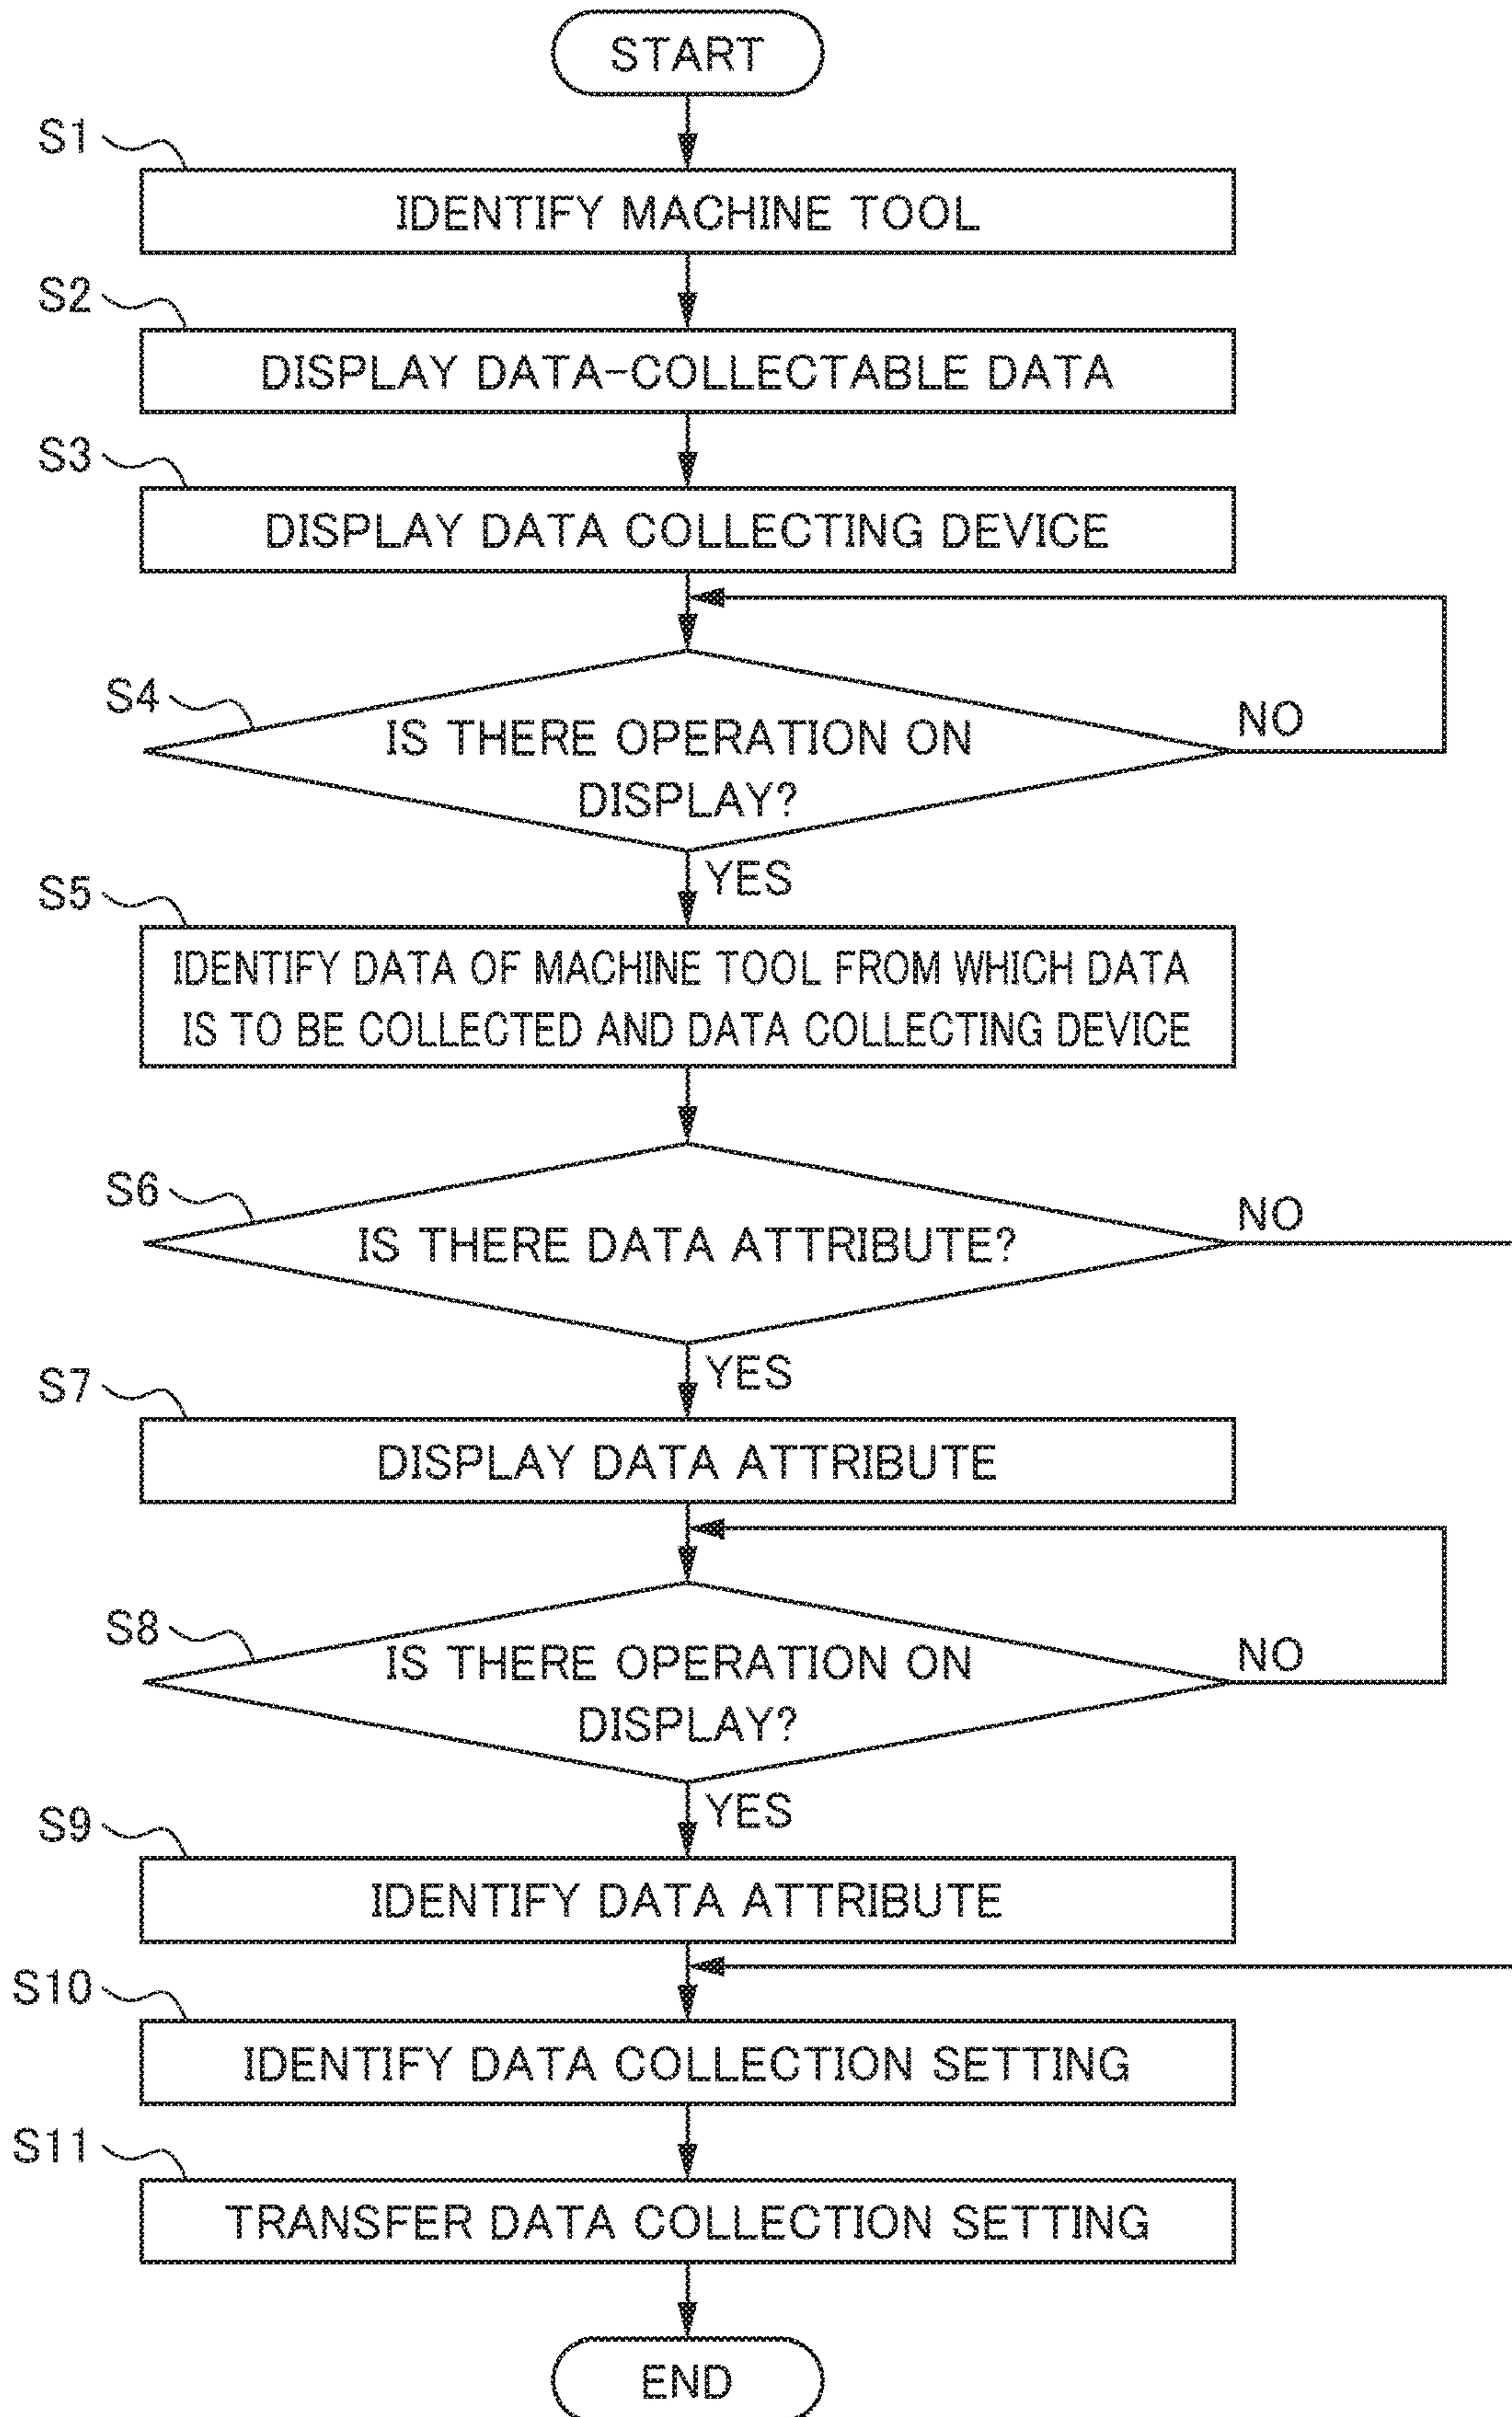 START
S1
IDENTIFY MACHINE TOOL
S2
DISPLAY DATA-COLLECTABLE DATA
S3
DISPLAY DATA COLLECTING DEVICE
S4
IS THERE OPERATION ON
DISPLAY?
NO
YES
S5
IDENTIFY DATA OF MACHINE TOOL FROM WHICH DATA
IS TO BE COLLECTED AND DATA COLLECTING DEVICE
S6
IS THERE DATA ATTRIBUTE?
NO
YES
S7
DISPLAY DATA ATTRIBUTE
S8
IS THERE OPERATION ON
DISPLAY?
NO
YES
S9
IDENTIFY DATA ATTRIBUTE
S10
IDENTIFY DATA COLLECTION SETTING
S11
TRANSFER DATA COLLECTION SETTING
END